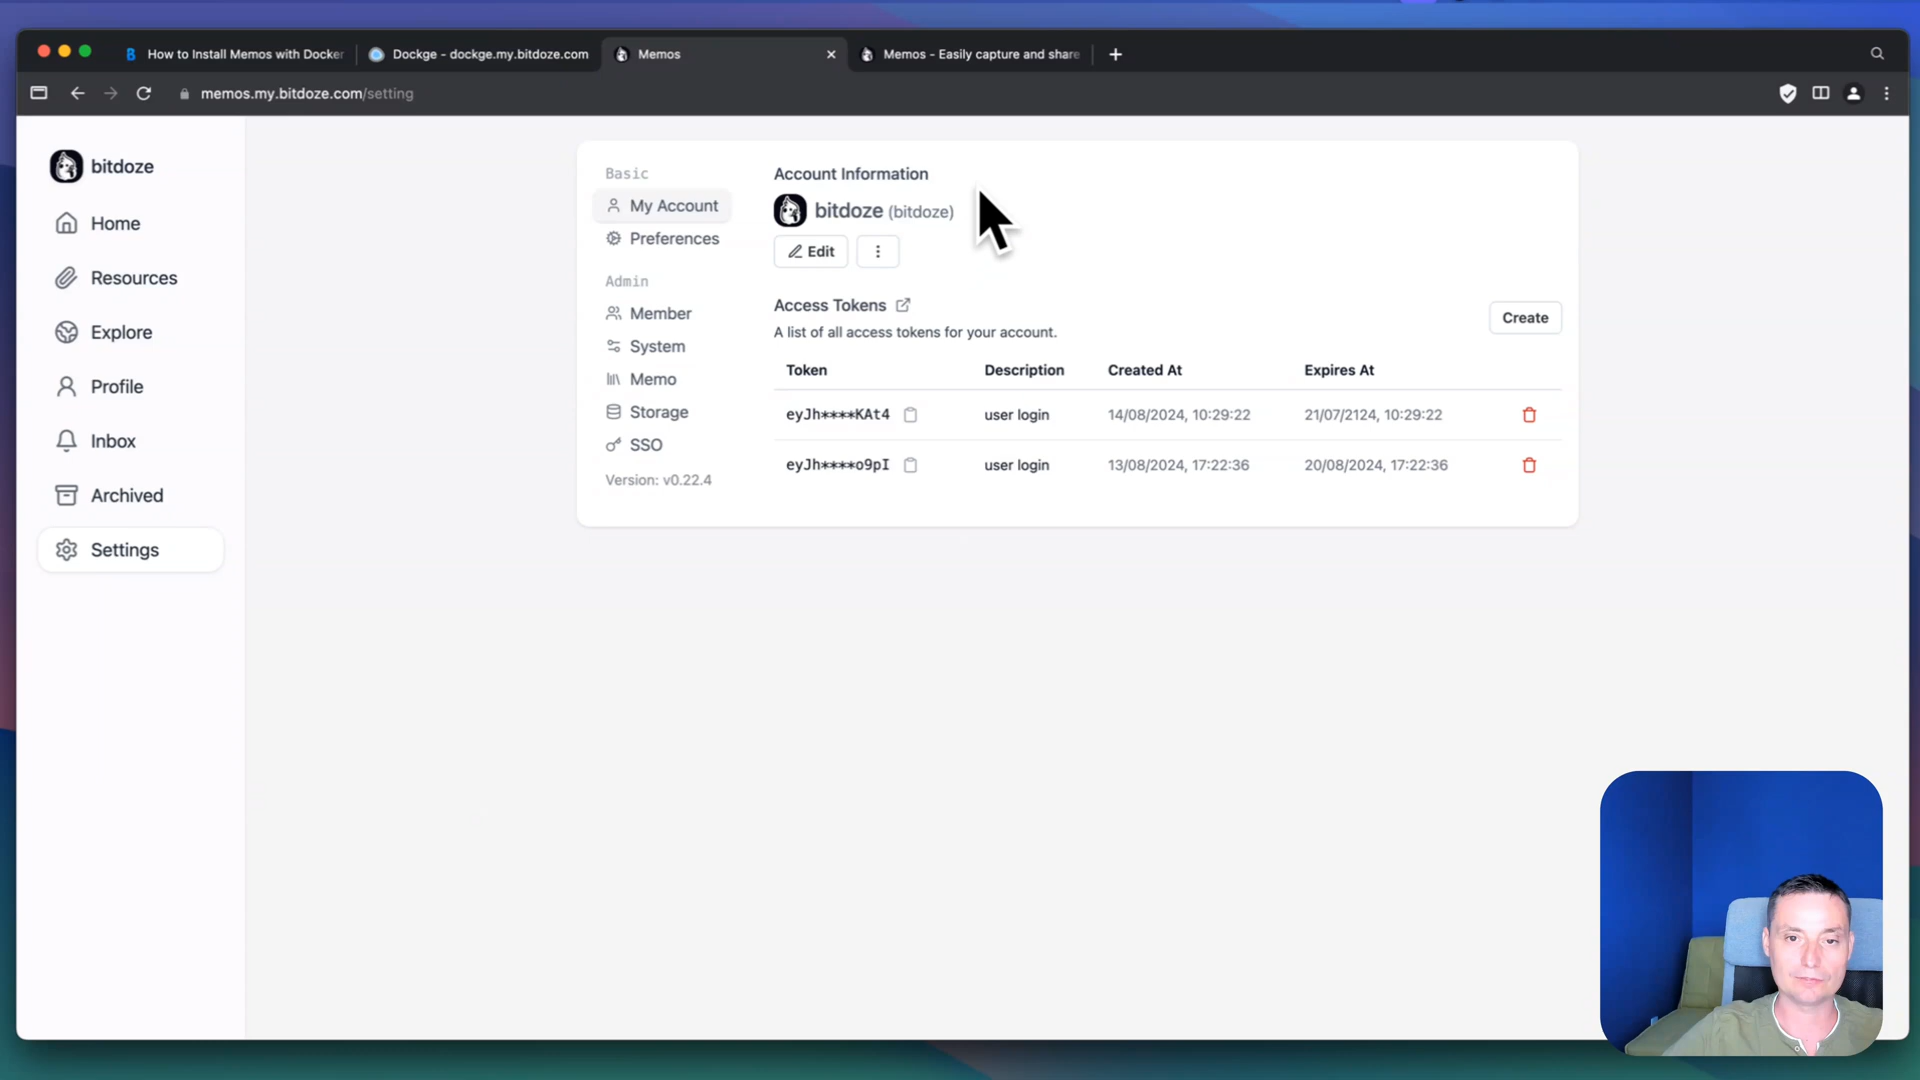 How to Install Memos with Docker
Dockge - dockge.my.bitdoze.com
Memos
Memos - Easily capture and share
memos.my.bitdoze.com/setting
bitdoze
Home
Resources
Explore
Profile
Inbox
Archived
Settings
Basic
My Account
Preferences
Admin
Member
System
Memo
Storage
SSO
Version: v0.22.4
Account Information
bitdoze (bitdoze)
Edit
Access Tokens
A list of all access tokens for your account.
Create
Token Description Created At Expires At
eyJh****KAt4 user login 14/08/2024, 10:29:22 21/07/2124, 10:29:22
eyJh****o9pI user login 13/08/2024, 17:22:36 20/08/2024, 17:22:36